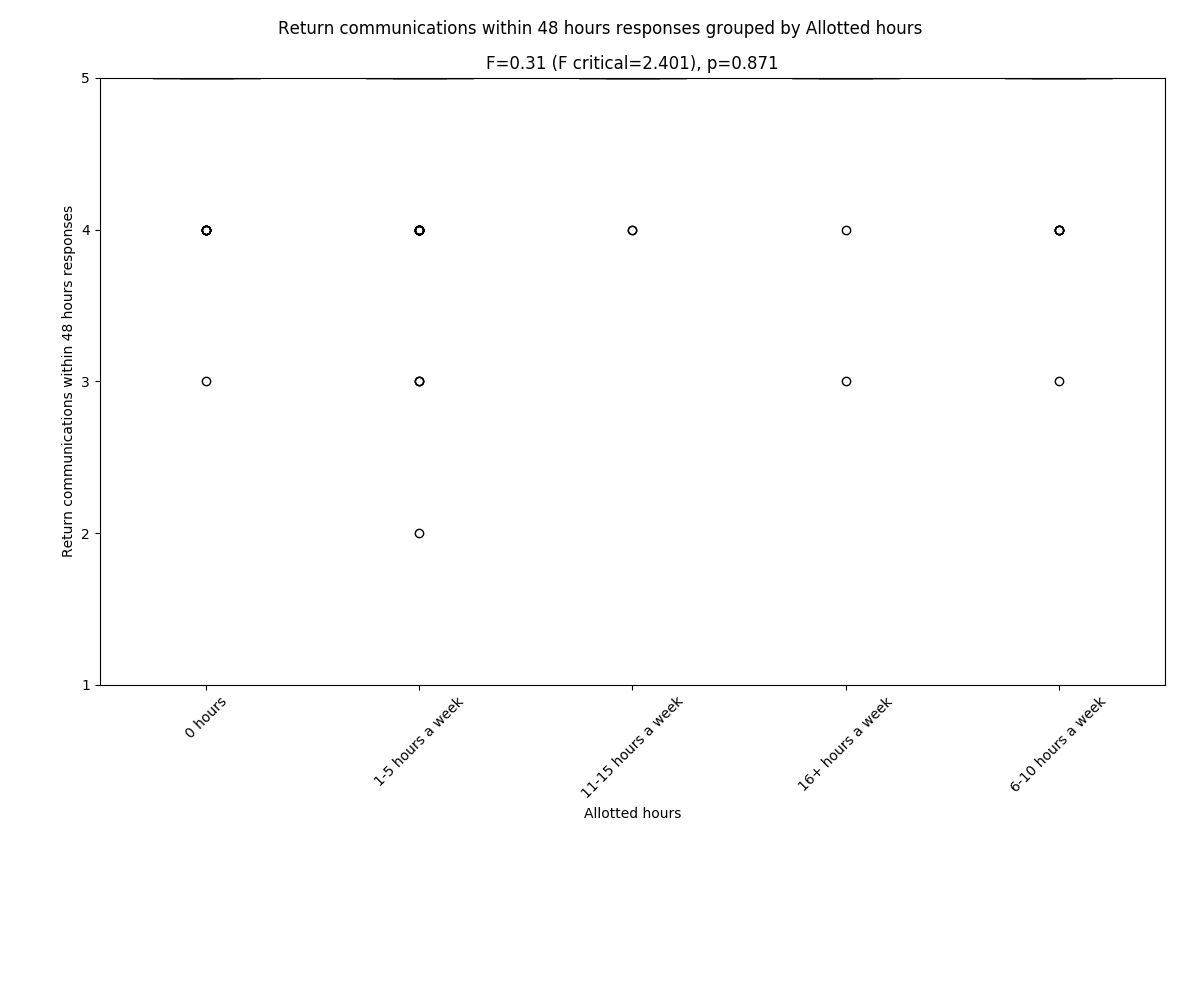 Return communications within 48 hours responses grouped by Allotted hours
F=0.31 (F critical=2.401), p=0.871
Return communications within 48 hours responses
5
4
3
2
1
0 hours
1-5 hours a week
11-15 hours a week
16+ hours a week
6-10 hours a week
Allotted hours